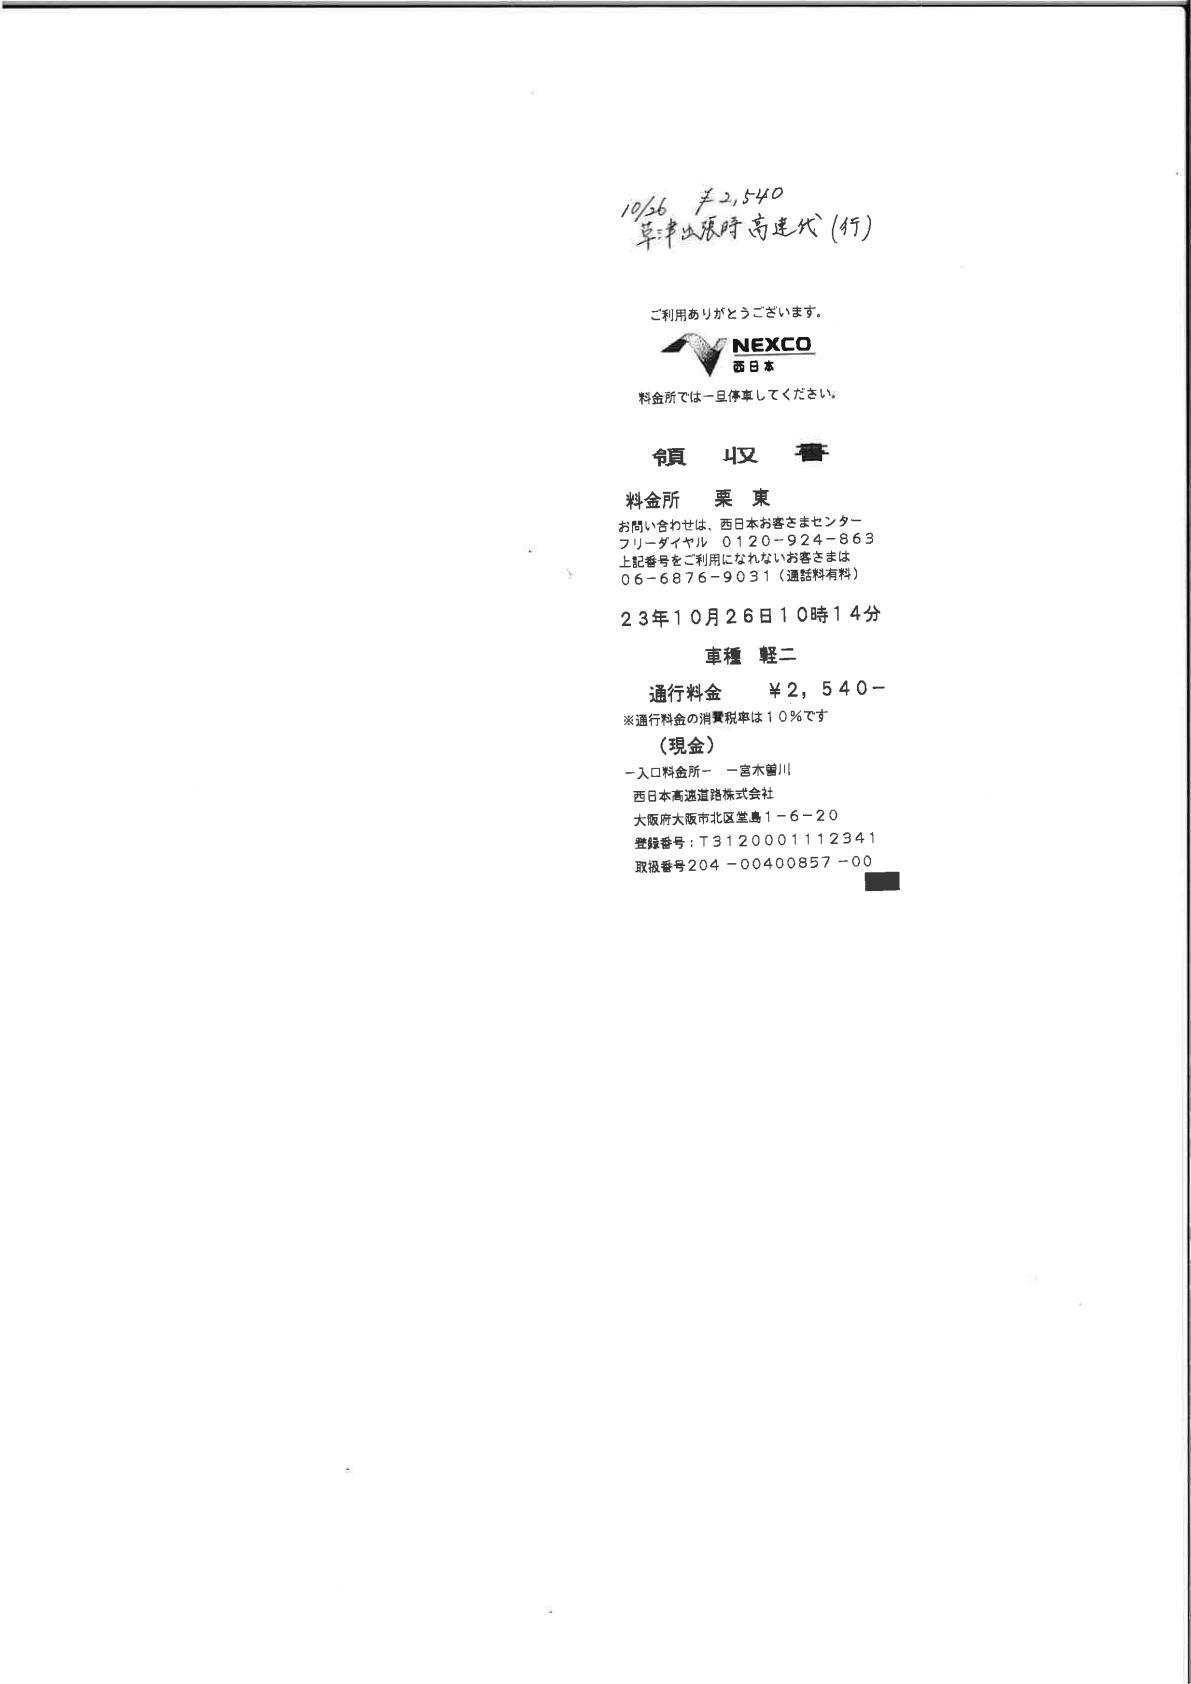 10/26 ¥2,540
草津出張時高速代(行)
ご利用ありがとうございます。
NEXCO
西日本
料金所では一旦停車してください。
領 収 書
料金所 栗 東
お問い合わせは、西日本お客さまセンター
フリーダイヤル 0120-924-863
上記番号をご利用になれないお客さまは
06-6876-9031(通話料有料)
23年10月26日10時14分
車種 軽二
通行料金 ¥2,540-
※通行料金の消費税率は10%です
(現金)
-入口料金所- 一宮木曽川
西日本高速道路株式会社
大阪府大阪市北区堂島1-6-20
登録番号:T3120001112341
取扱番号204-00400857-00